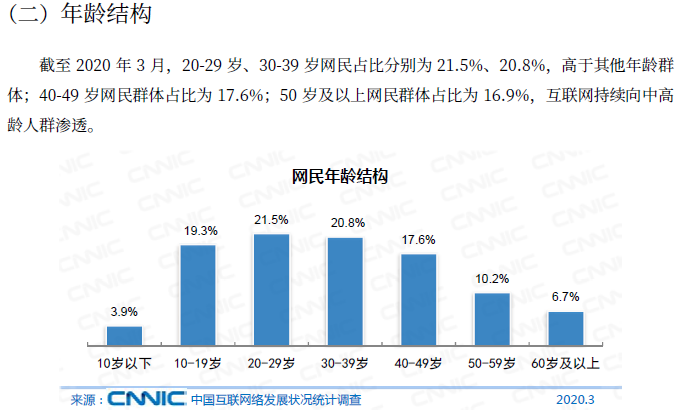 （二）年龄结构
截至 2020 年 3 月，20-29 岁、30-39 岁网民占比分别为 21.5%、20.8%，高于其他年龄群
体；40-49 岁网民群体占比为 17.6%；50 岁及以上网民群体占比为 16.9%，互联网持续向中高
龄人群渗透。
网民年龄结构
3.9% 19.3% 21.5% 20.8% 17.6% 10.2% 6.7%
10岁以下 10-19岁 20-29岁 30-39岁 40-49岁 50-59岁 60岁及以上
来源：CNNIC 中国互联网络发展状况统计调查 2020.3